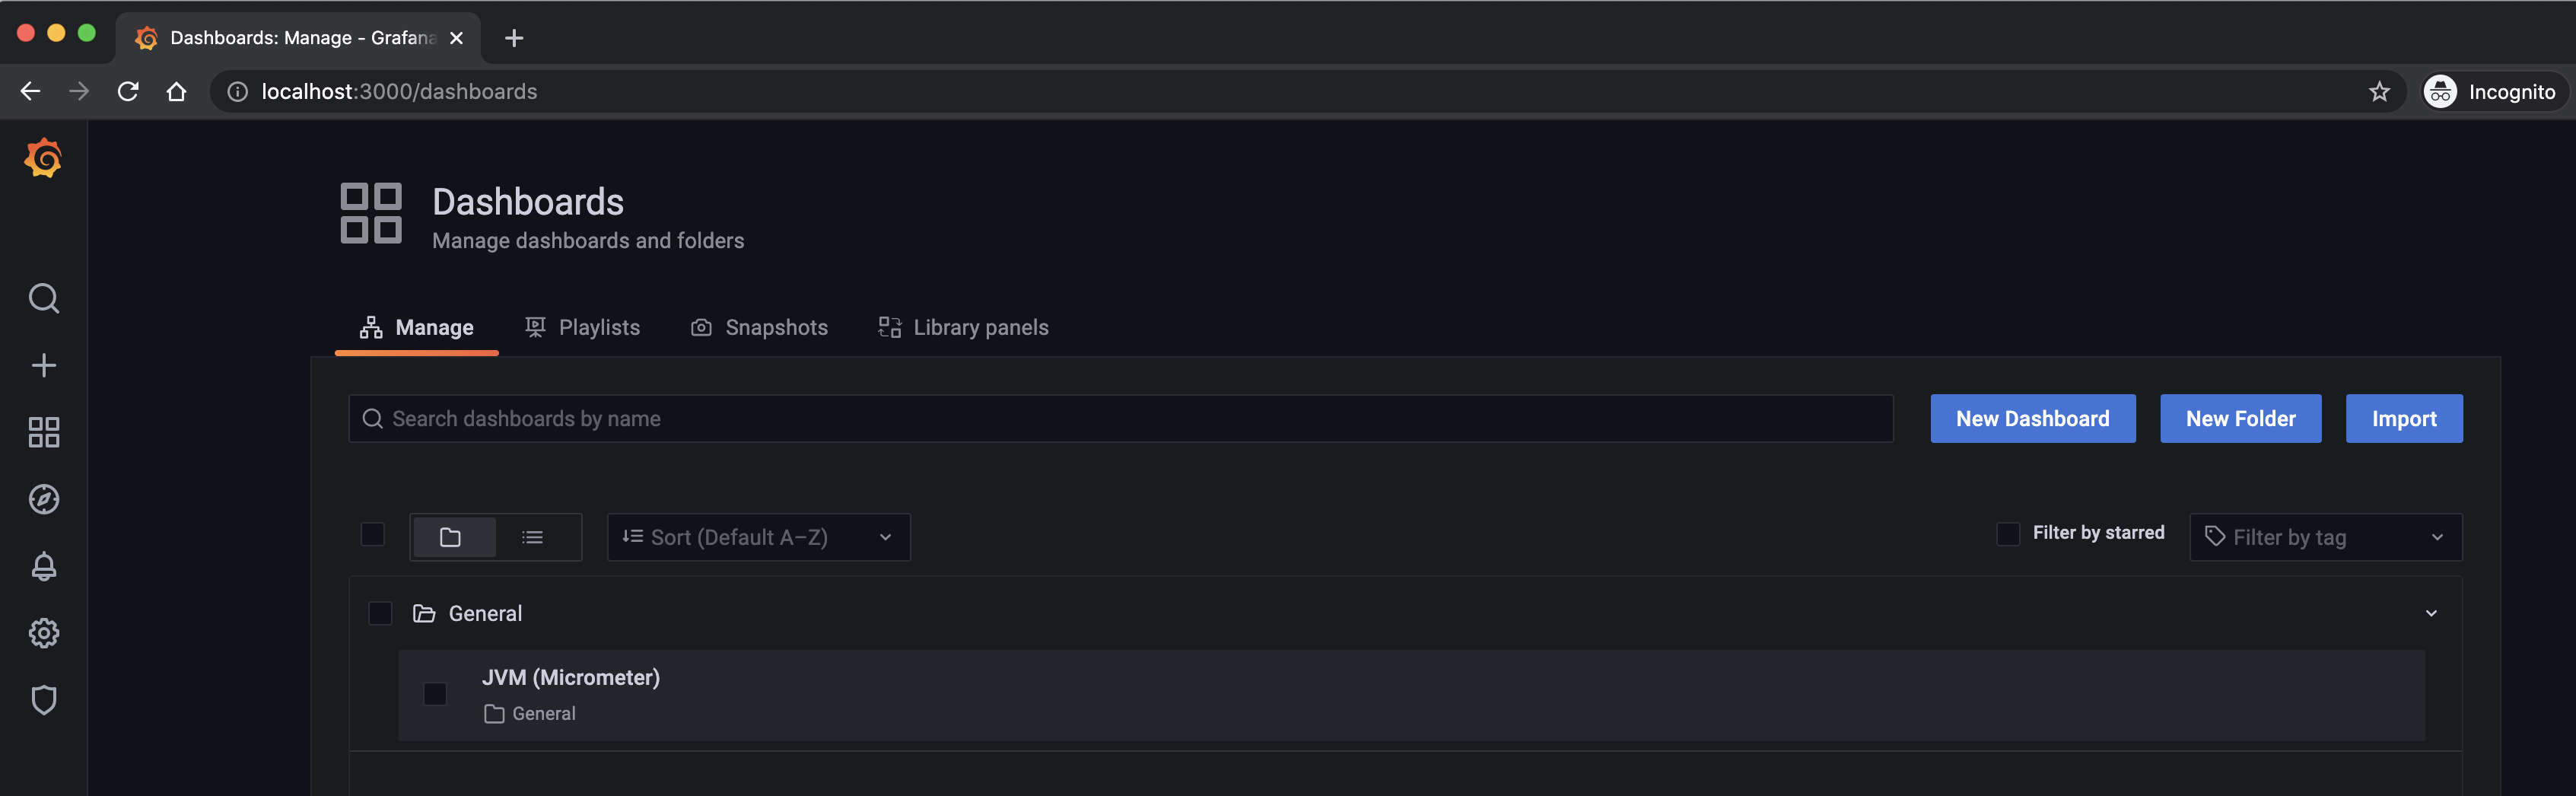 Dashboards: Manage - Grafana
localhost:3000/dashboards
Incognito
Dashboards
Manage dashboards and folders
Manage
Playlists
Snapshots
Library panels
Search dashboards by name
New Dashboard
New Folder
Import
Sort (Default A–Z)
Filter by starred
Filter by tag
General
JVM (Micrometer)
General